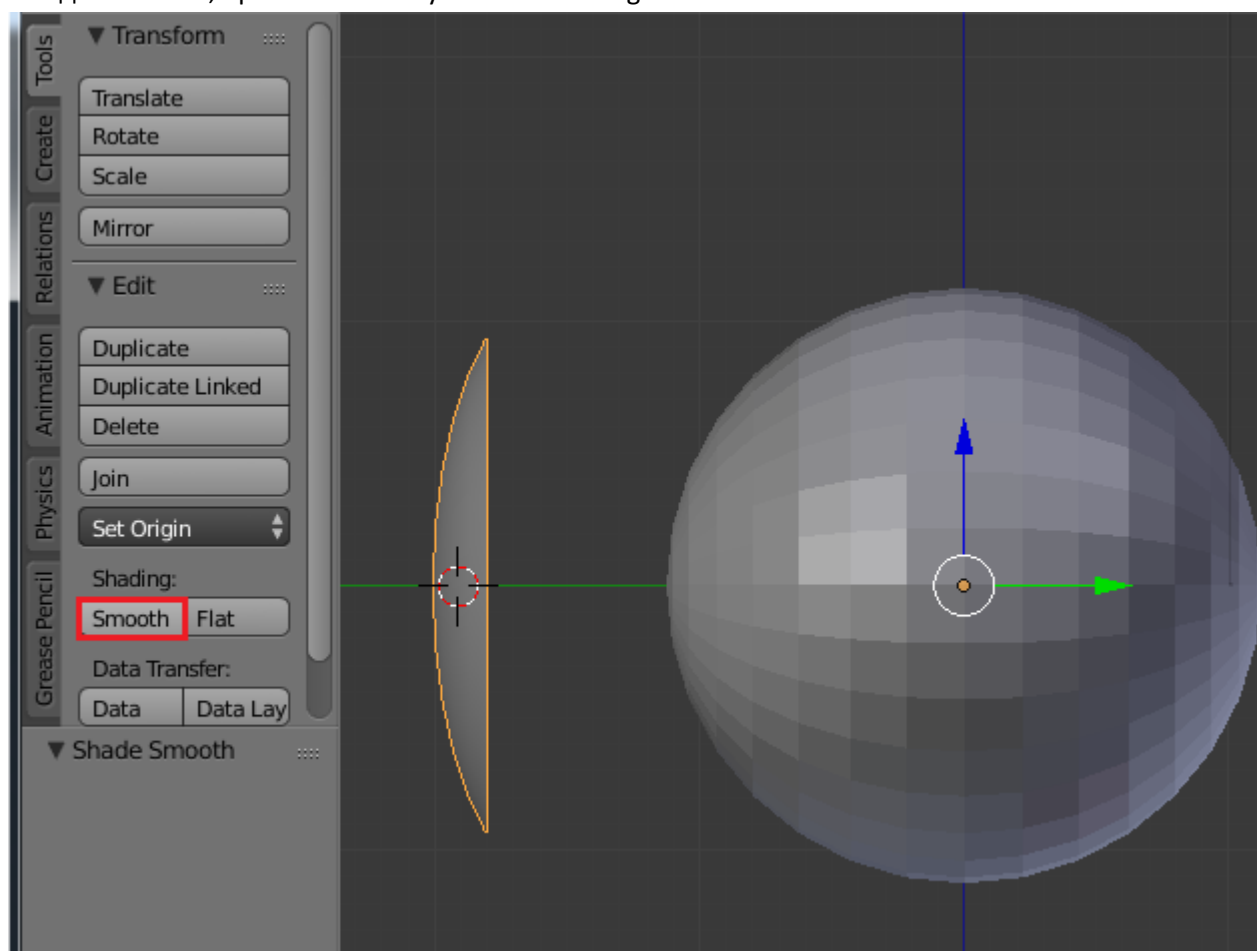 Tools
Create
Relations
Animation
Physics
Grease Pencil
Transform
Translate
Rotate
Scale
Mirror
Edit
Duplicate
Duplicate Linked
Delete
Join
Set Origin
Shading:
Smooth Flat
Data Transfer:
Data Data Lay
Shade Smooth